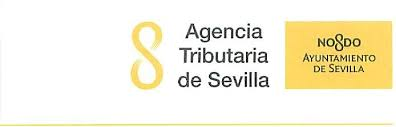 Agencia
Tributaria
de Sevilla
NO8DO
AYUNTAMIENTO
DE SEVILLA